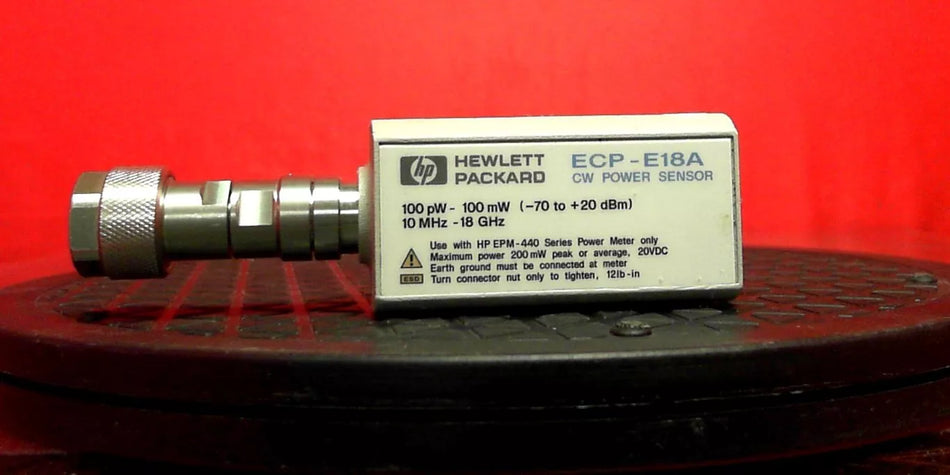 hp HEWLETT PACKARD
ECP-E18A
CW POWER SENSOR
100 pW - 100 mW (-70 to +20 dBm)
10 MHz - 18 GHz
Use with HP EPM-440 Series Power Meter only
Maximum power 200 mW peak or average, 20VDC
Earth ground must be connected at meter
ESD Turn connector nut only to tighten, 12lb-in